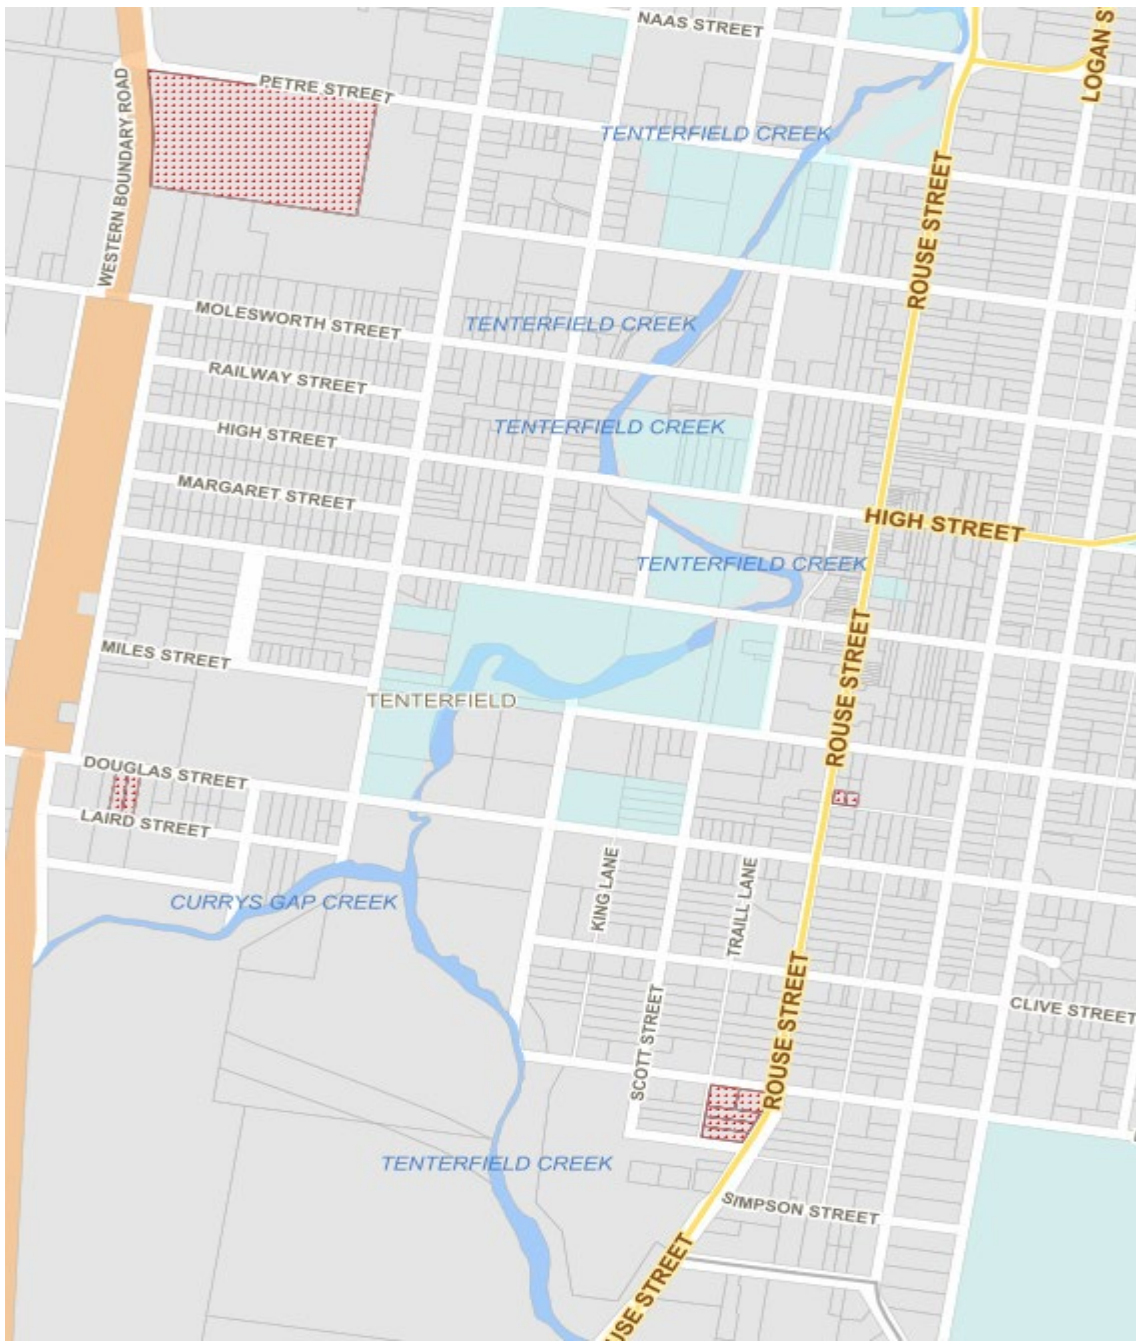 NAAS STREET
LOGAN S
PETRE STREET
WESTERN BOUNDARY ROAD
TENTERFIELD CREEK
ROUSE STREET
MOLESWORTH STREET
TENTERFIELD CREEK
RAILWAY STREET
HIGH STREET
TENTERFIELD CREEK
MARGARET STREET
HIGH STREET
TENTERFIELD CREEK
MILES STREET
ROUSE STREET
TENTERFIELD
DOUGLAS STREET
LAIRD STREET
KING LANE
TRAILL LANE
CURRYS GAP CREEK
ROUSE STREET
CLIVE STREET
SCOTT STREET
TENTERFIELD CREEK
SIMPSON STREET
USE STREET